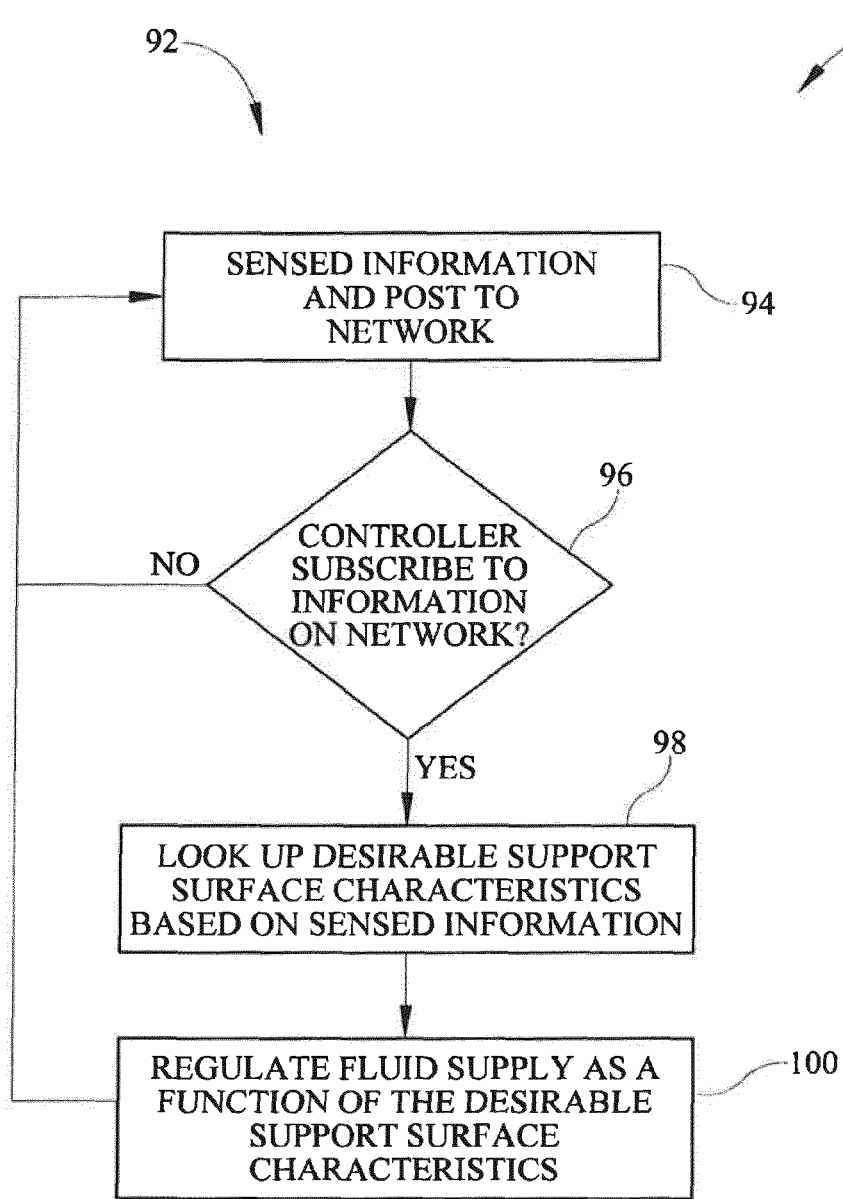 92
SENSED INFORMATION
AND POST TO
NETWORK
94
96
CONTROLLER
SUBSCRIBE TO
INFORMATION
ON NETWORK?
NO
YES
98
LOOK UP DESIRABLE SUPPORT
SURFACE CHARACTERISTICS
BASED ON SENSED INFORMATION
REGULATE FLUID SUPPLY AS A
FUNCTION OF THE DESIRABLE
SUPPORT SURFACE
CHARACTERISTICS
100